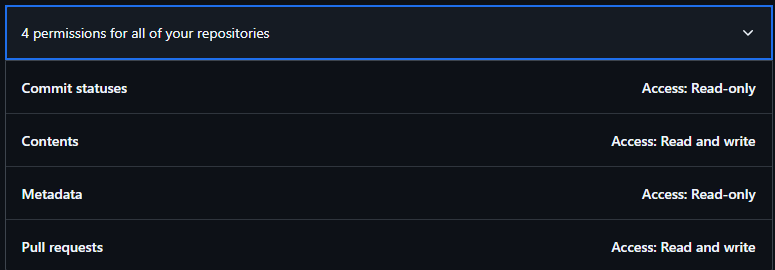 4 permissions for all of your repositories
Commit statuses Access: Read-only
Contents Access: Read and write
Metadata Access: Read-only
Pull requests Access: Read and write